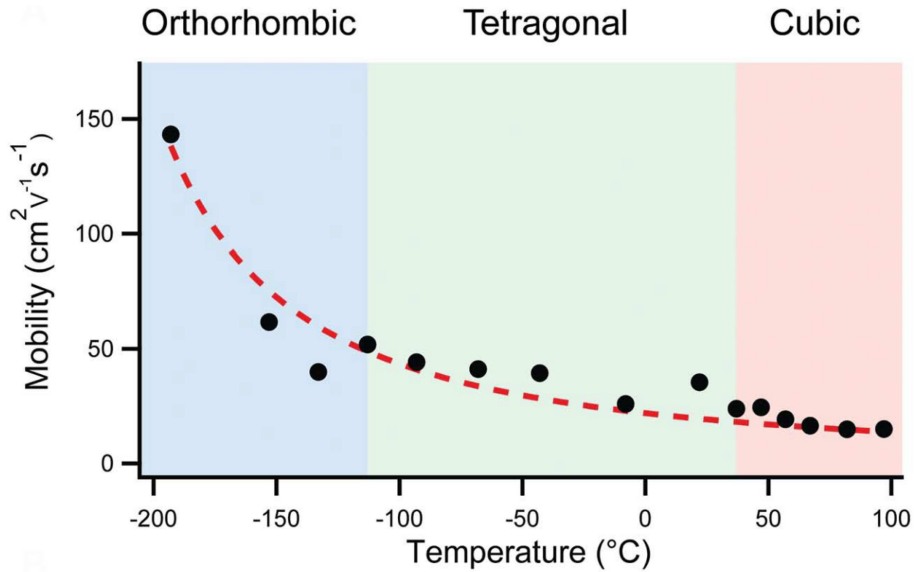 Orthorhombic Tetragonal Cubic
150
100
50
0
Mobility (cm²v⁻¹s⁻¹)
-200 -150 -100 -50 0 50 100
Temperature (°C)